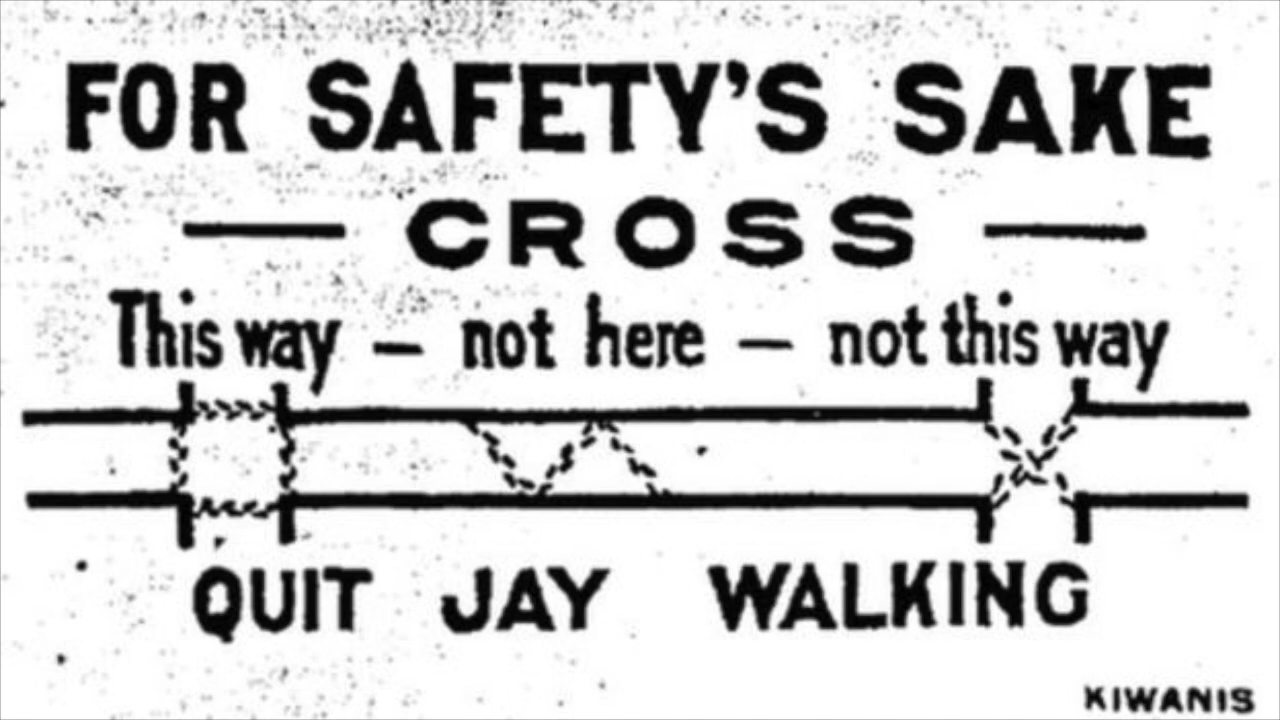 FOR SAFETY'S SAKE
— CROSS —
This way — not here — not this way
QUIT JAY WALKING
KIWANIS